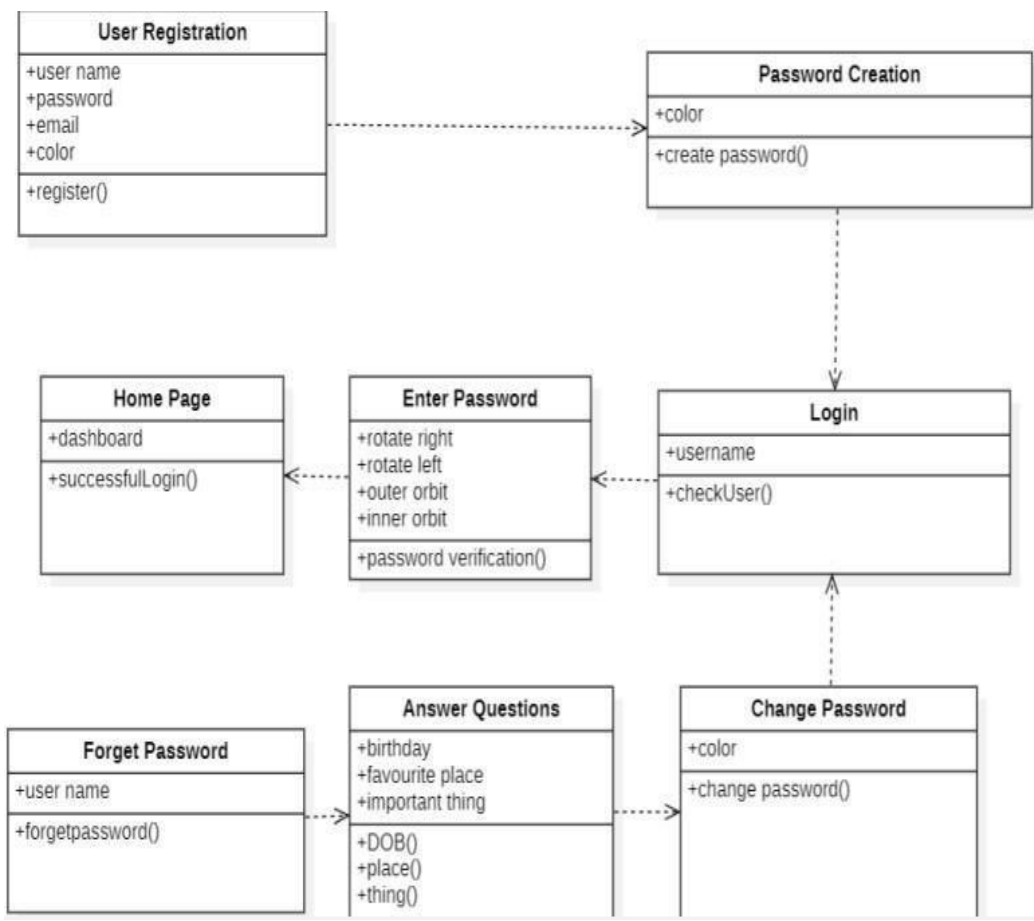 User Registration
+user name
+password
+email
+color
+register()
Password Creation
+color
+create password()
Home Page
+dashboard
+successfulLogin()
Enter Password
+rotate right
+rotate left
+outer orbit
+inner orbit
+password verification()
Login
+username
+checkUser()
Forget Password
+user name
+forgetpassword()
Answer Questions
+birthday
+favourite place
+important thing
+DOB()
+place()
+thing()
Change Password
+color
+change password()